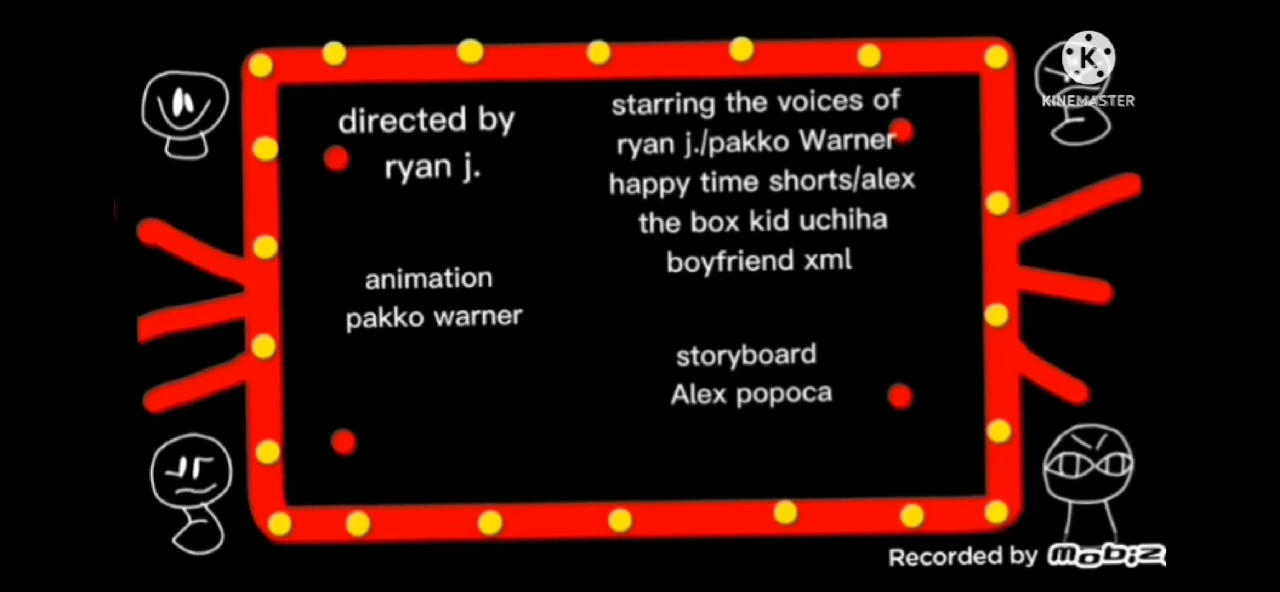 directed by
ryan j.
animation
pakko warner
starring the voices of
ryan j./pakko Warner
happy time shorts/alex
the box kid uchiha
boyfriend xml
storyboard
Alex popoca
K
KINEMASTER
Recorded by mobiz